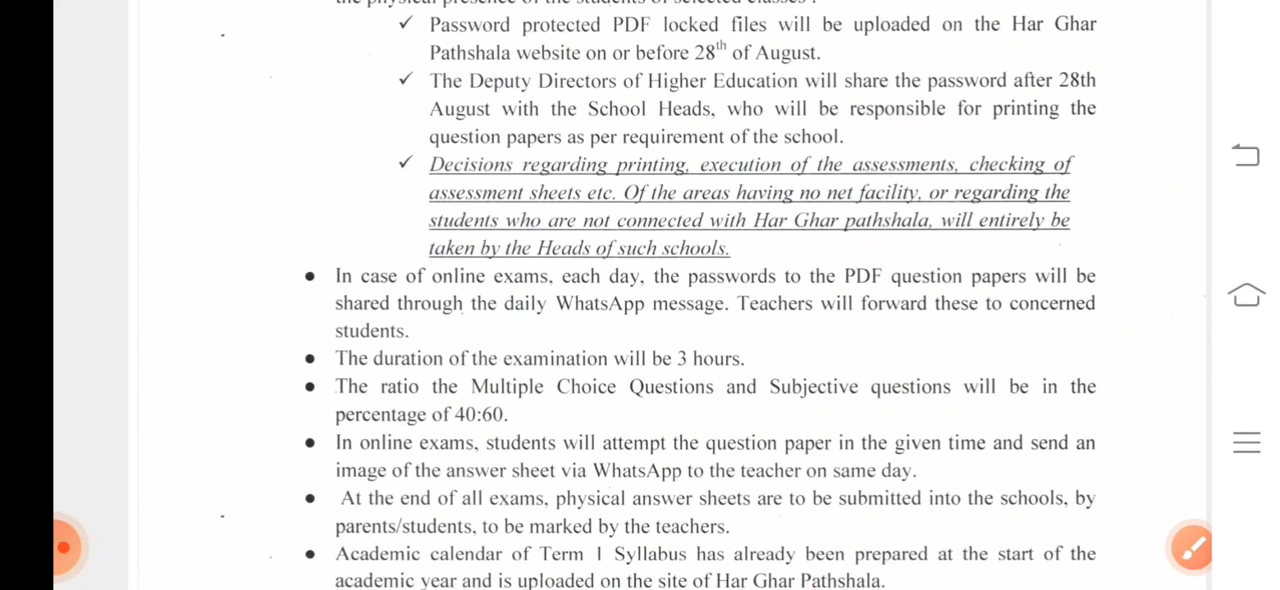 ✓ Password protected PDF locked files will be uploaded on the Har Ghar
Pathshala website on or before 28th of August.
✓ The Deputy Directors of Higher Education will share the password after 28th
August with the School Heads, who will be responsible for printing the
question papers as per requirement of the school.
✓ Decisions regarding printing, execution of the assessments, checking of
assessment sheets etc. Of the areas having no net facility, or regarding the
students who are not connected with Har Ghar pathshala, will entirely be
taken by the Heads of such schools.
• In case of online exams, each day, the passwords to the PDF question papers will be
shared through the daily WhatsApp message. Teachers will forward these to concerned
students.
• The duration of the examination will be 3 hours.
• The ratio the Multiple Choice Questions and Subjective questions will be in the
percentage of 40:60.
• In online exams, students will attempt the question paper in the given time and send an
image of the answer sheet via WhatsApp to the teacher on same day.
• At the end of all exams, physical answer sheets are to be submitted into the schools, by
parents/students, to be marked by the teachers.
• Academic calendar of Term 1 Syllabus has already been prepared at the start of the
academic year and is uploaded on the site of Har Ghar Pathshala.